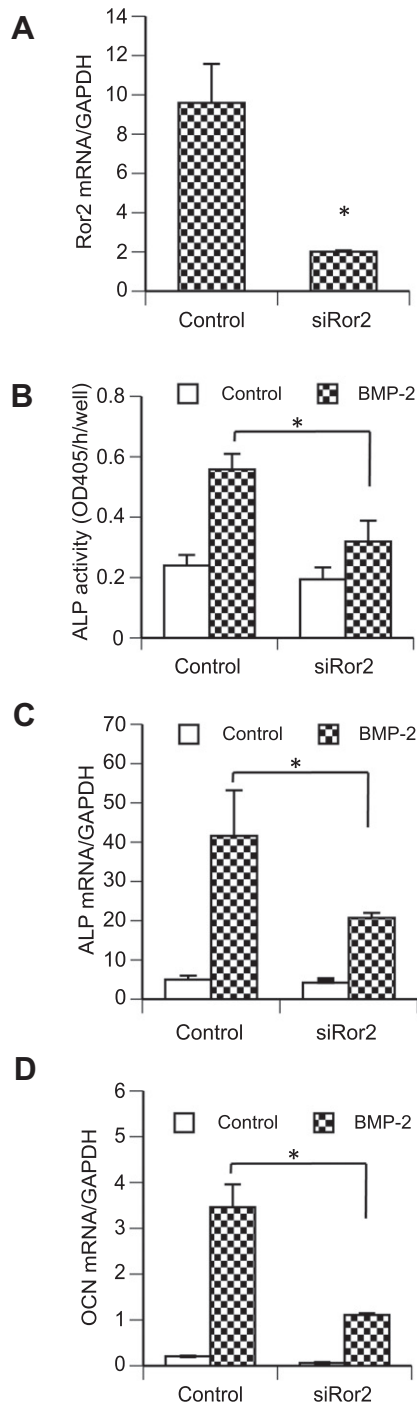 A
Ror2 mRNA/GAPDH
14
12
10
8
6
4
2
0
*
Control siRor2
B
ALP activity (OD405/h/well)
Control BMP-2
0.8
0.6
0.4
0.2
0
*
Control siRor2
C
ALP mRNA/GAPDH
Control BMP-2
70
60
50
40
30
20
10
0
*
Control siRor2
D
OCN mRNA/GAPDH
Control BMP-2
6
5
4
3
2
1
0
*
Control siRor2